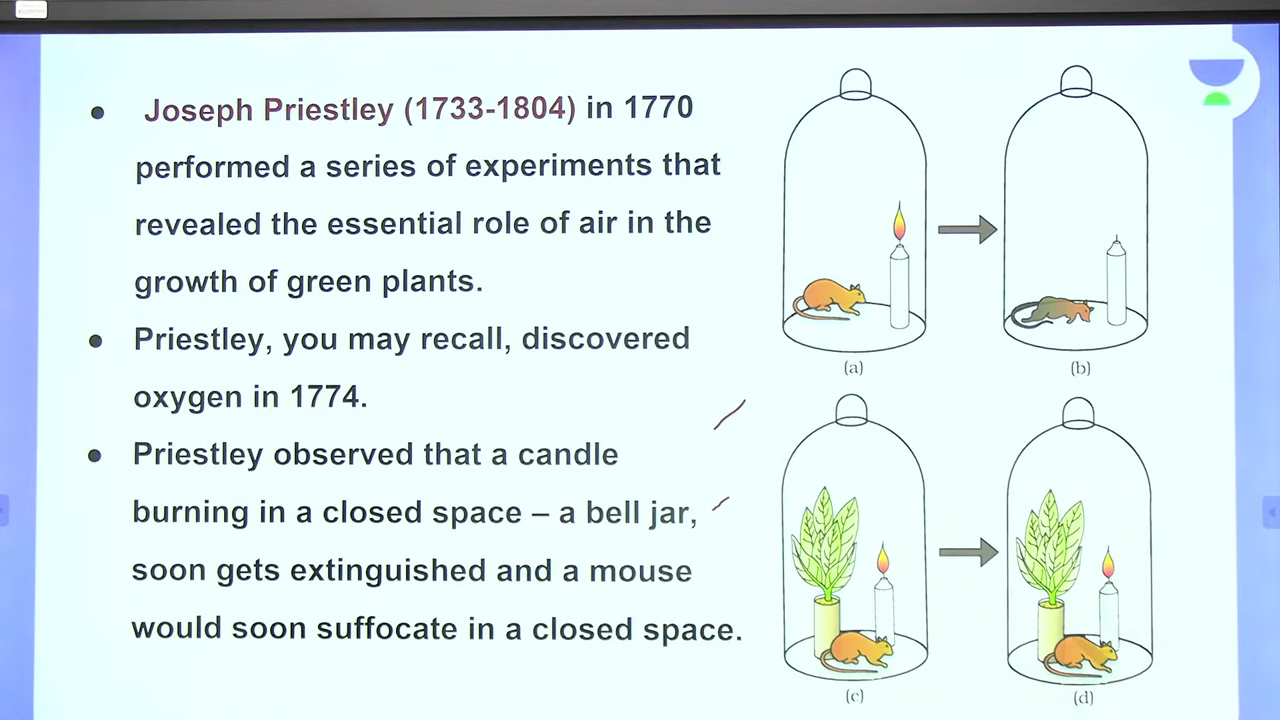 Joseph Priestley (1733-1804) in 1770
performed a series of experiments that
revealed the essential role of air in the
growth of green plants.
Priestley, you may recall, discovered
oxygen in 1774.
Priestley observed that a candle
burning in a closed space – a bell jar,
soon gets extinguished and a mouse
would soon suffocate in a closed space.
(a)
(b)
(c)
(d)